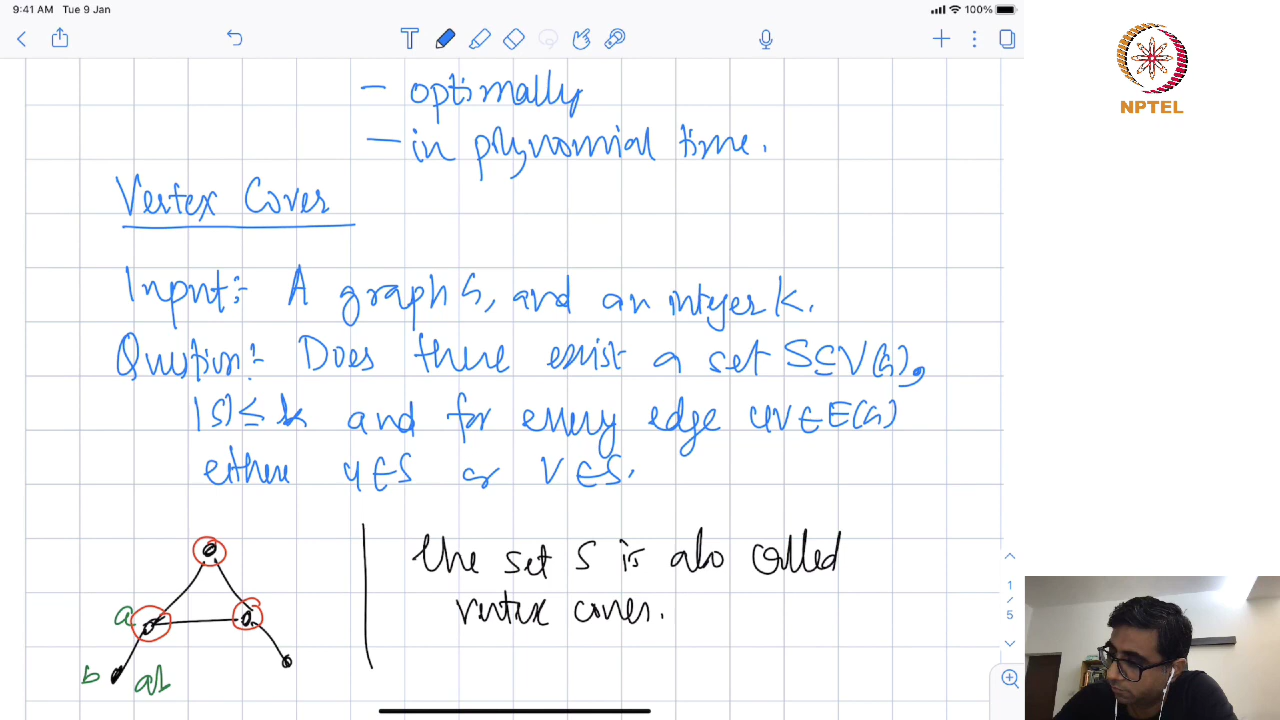 9:41 AM Tue 9 Jan
100%
NPTEL
- optimally
- in polynomial time.
Vertex Cover
Input:- A graph G, and an integer k.
Question:- Does there exist a set S⊆V(G),
|S|≤k and for every edge uv∈E(G)
either u∈S or v∈S.
The set S is also called
vertex cover.
a
b
ab
1
/
5